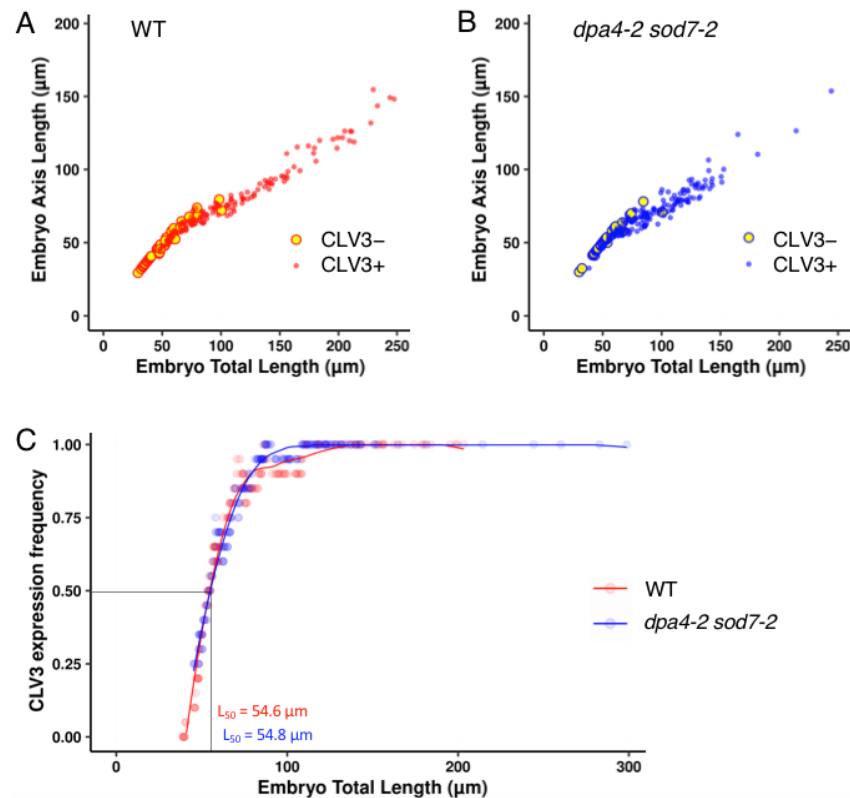 A
WT
200
150
100
50
0
Embryo Axis Length (µm)
CLV3−
CLV3+
0
50
100
150
200
250
Embryo Total Length (µm)
B
dpa4-2 sod7-2
200
150
100
50
0
Embryo Axis Length (µm)
CLV3−
CLV3+
0
50
100
150
200
250
Embryo Total Length (µm)
C
1.00
0.75
0.50
0.25
0.00
CLV3 expression frequency
WT
dpa4-2 sod7-2
L₅₀ = 54.6 µm
L₅₀ = 54.8 µm
0
100
200
300
Embryo Total Length (µm)